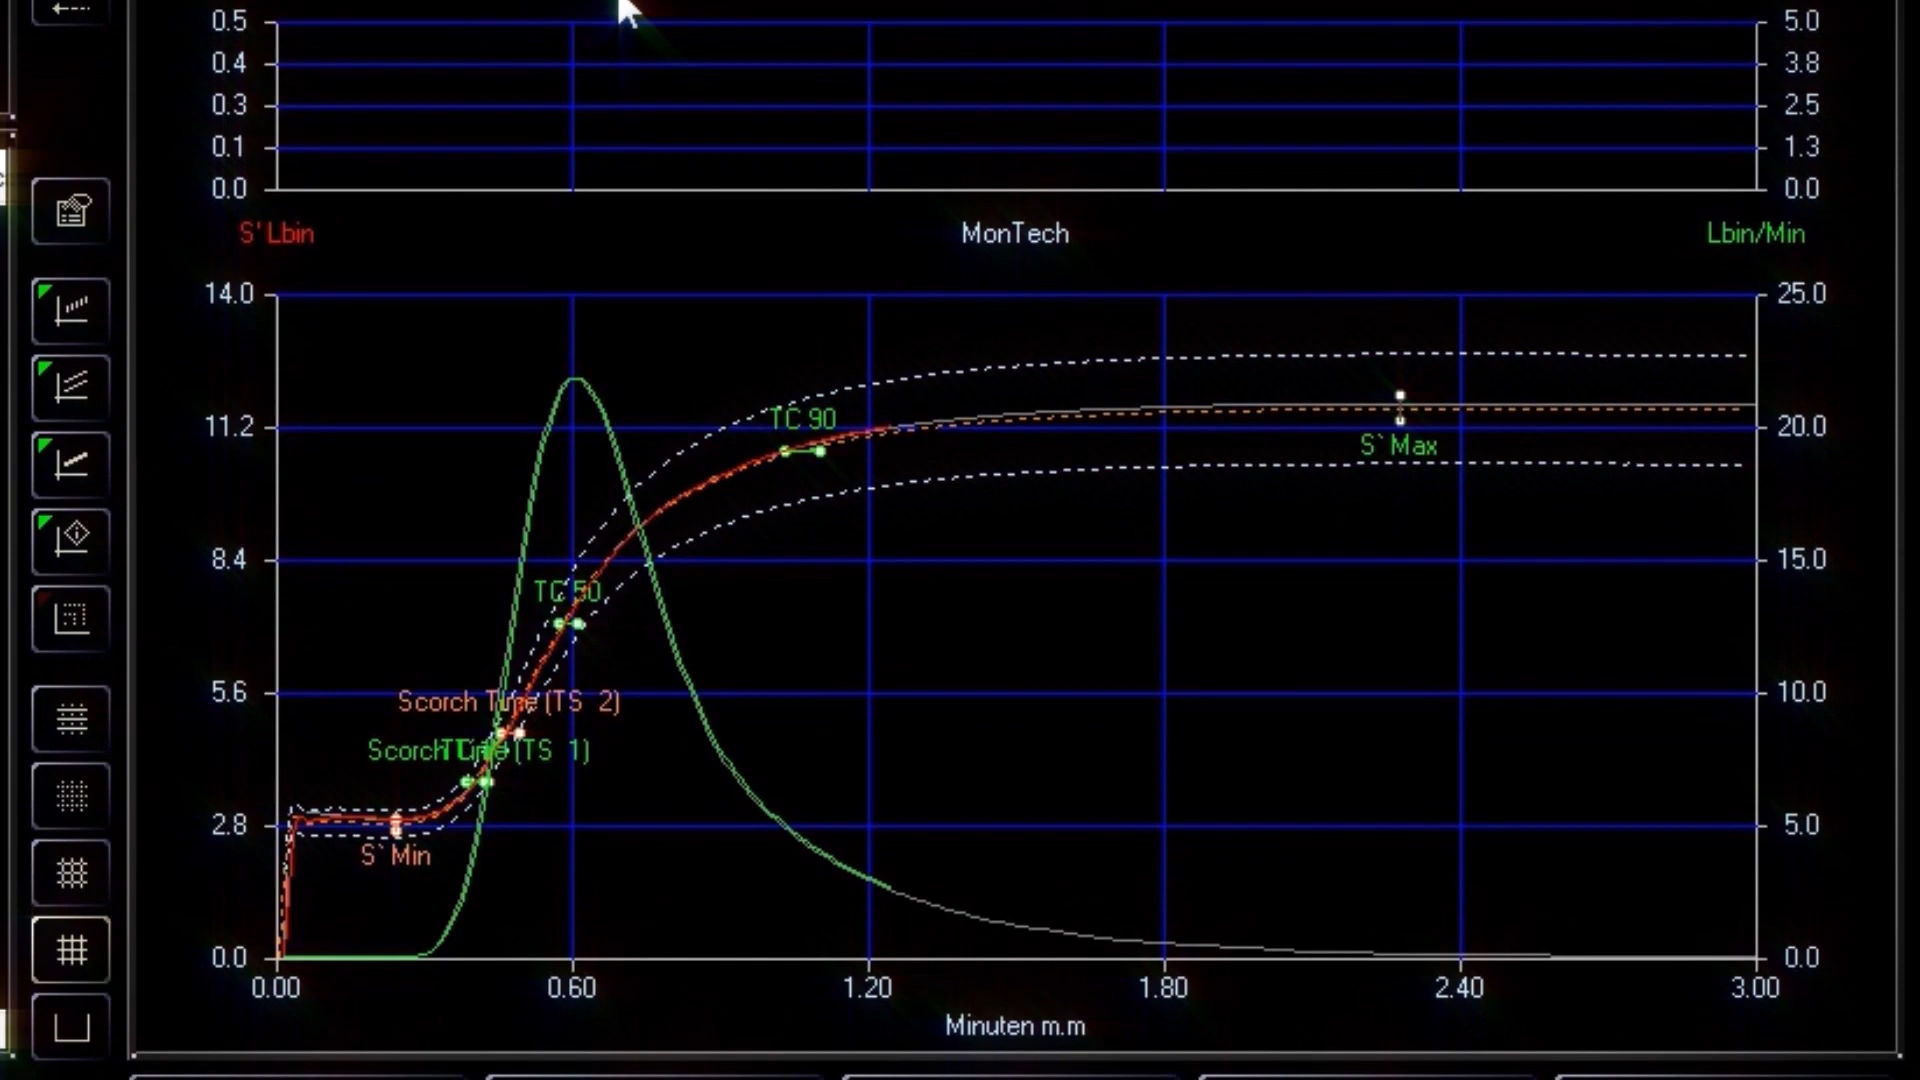 0.5 5.0
0.4 3.8
0.3 2.5
0.1 1.3
0.0 0.0
S' Lbin MonTech Lbin/Min
14.0 25.0
TC 90
11.2 20.0
S` Max
8.4 15.0
TC 50
5.6 10.0
Scorch Time (TS 2)
Scorch Time (TS 1)
2.8 5.0
S` Min
0.0 0.0
0.00 0.60 1.20 1.80 2.40 3.00
Minuten m.m